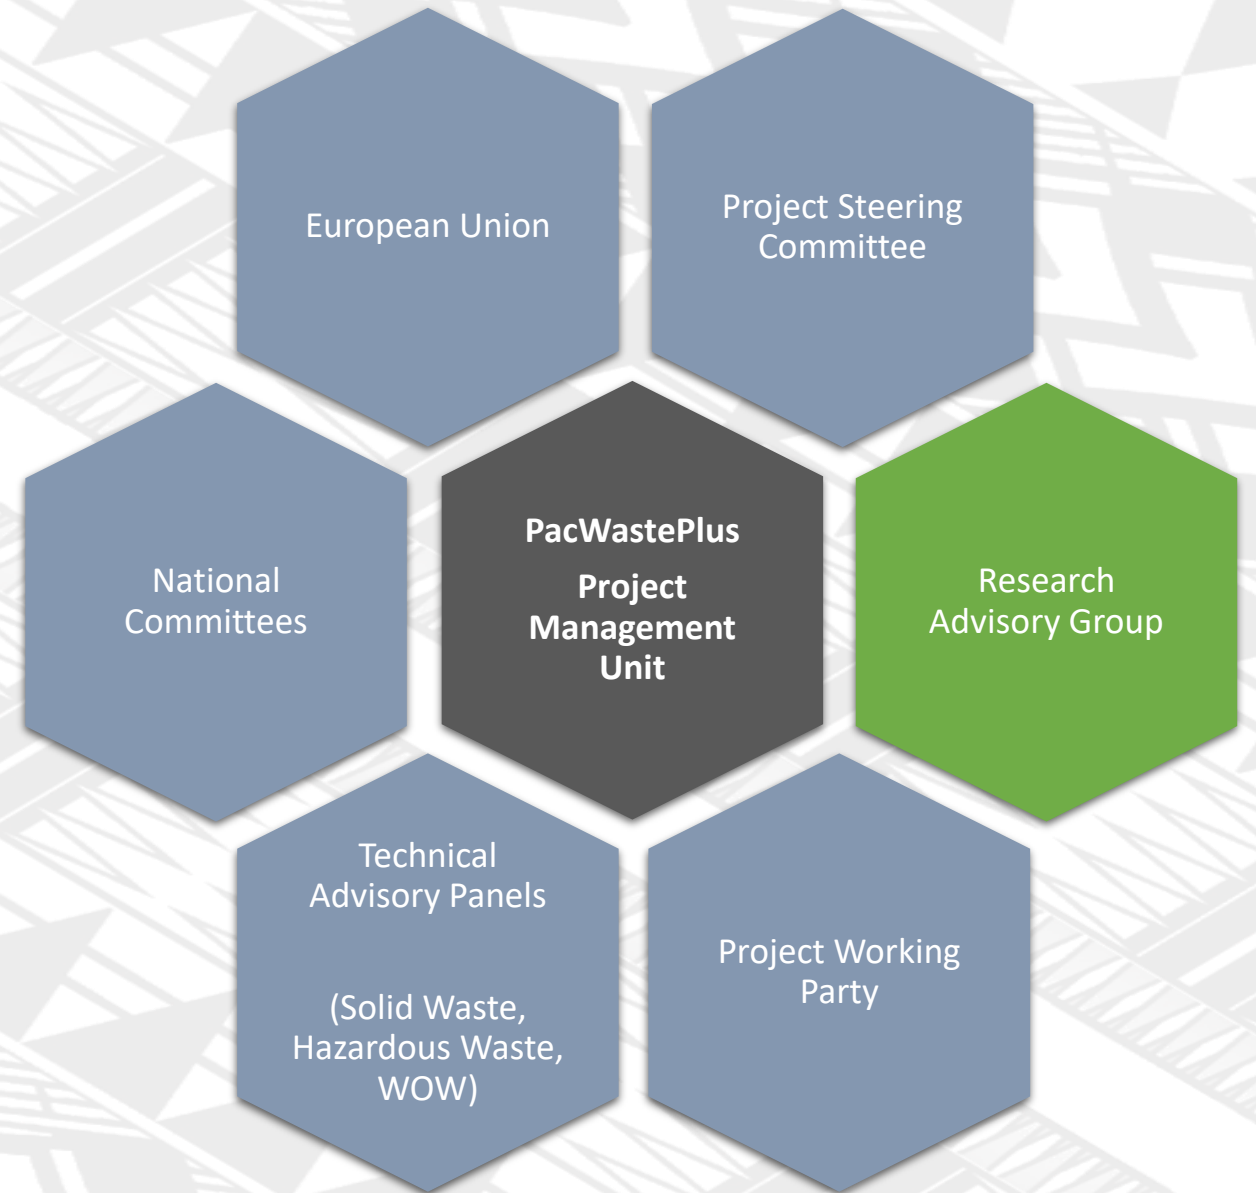 European Union
Project Steering
Committee
National
Committees
PacWastePlus
Project
Management
Unit
Research
Advisory Group
Technical
Advisory Panels
(Solid Waste,
Hazardous Waste,
WOW)
Project Working
Party